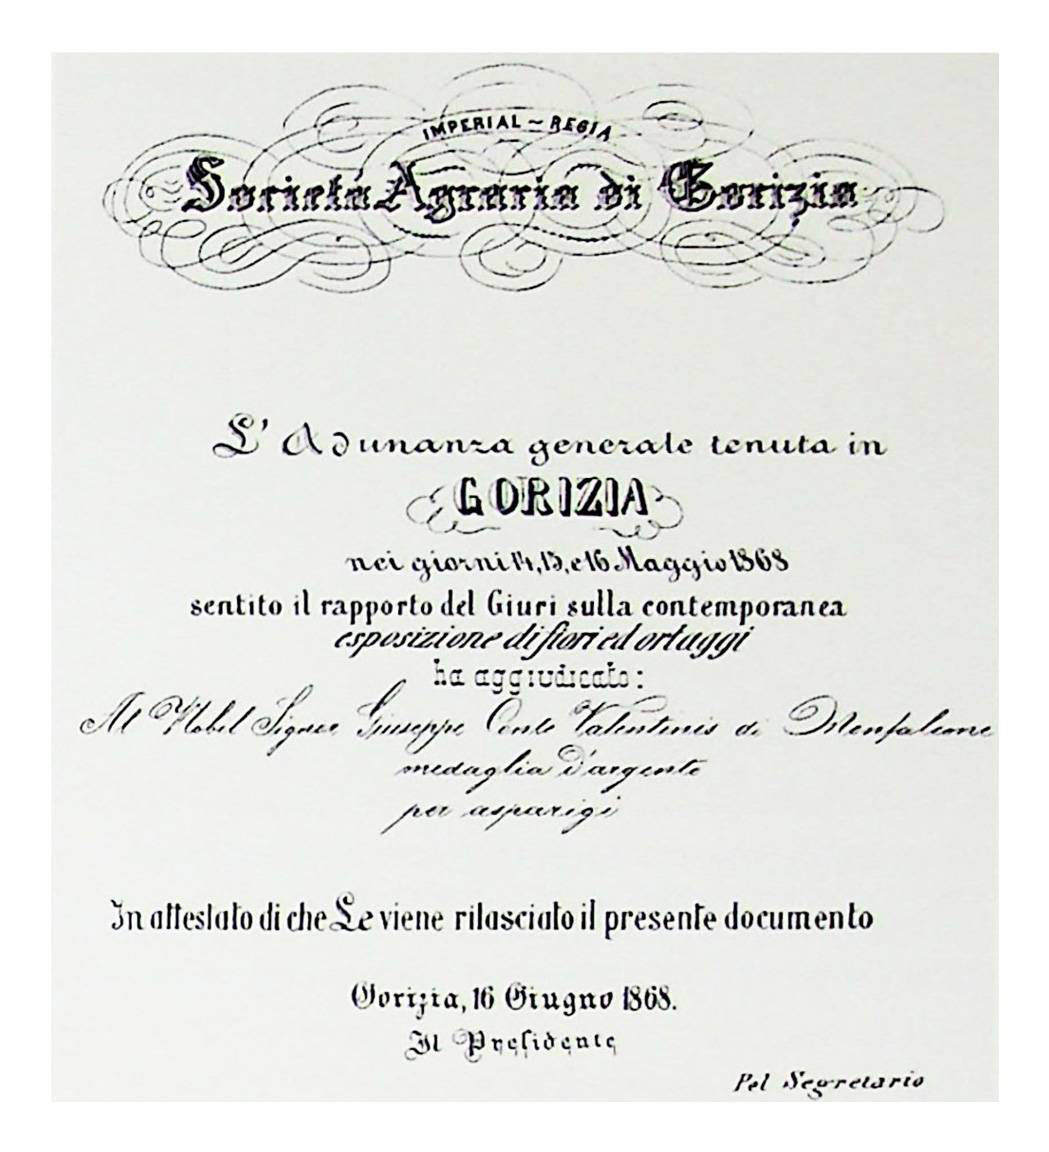 IMPERIAL ~ REGIA
Società Agraria di Gorizia
L' Adunanza generale tenuta in
GORIZIA
nei giorni 14, 15, e 16 Maggio 1868
sentito il rapporto del Giuri sulla contemporanea
esposizione di fiori ed ortaggi
ha aggiudicato:
Al Nobil Signor Giuseppe Conte Valentinis di Monfalcone
medaglia d'argento
per asparigi
In attestato di che Le viene rilasciato il presente documento
Gorizia, 16 Giugno 1868.
Il Presidente
Pel Segretario